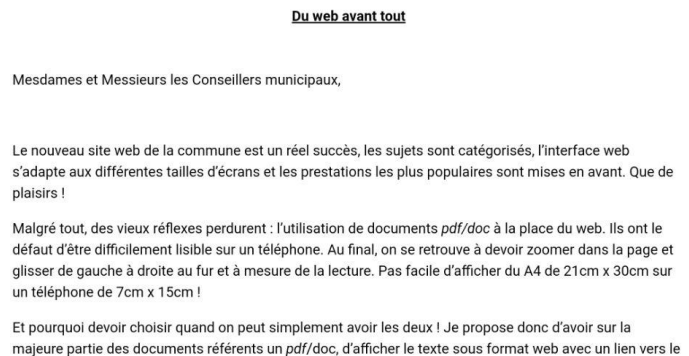 Du web avant tout
Mesdames et Messieurs les Conseillers municipaux,
Le nouveau site web de la commune est un réel succès, les sujets sont catégorisés, l’interface web
s’adapte aux différentes tailles d’écrans et les prestations les plus populaires sont mises en avant. Que de
plaisirs !
Malgré tout, des vieux réflexes perdurent : l’utilisation de documents pdf/doc à la place du web. Ils ont le
défaut d’être difficilement lisible sur un téléphone. Au final, on se retrouve à devoir zoomer dans la page et
glisser de gauche à droite au fur et à mesure de la lecture. Pas facile d’afficher du A4 de 21cm x 30cm sur
un téléphone de 7cm x 15cm !
Et pourquoi devoir choisir quand on peut simplement avoir les deux ! Je propose donc d’avoir sur la
majeure partie des documents référents un pdf/doc, d’afficher le texte sous format web avec un lien vers le